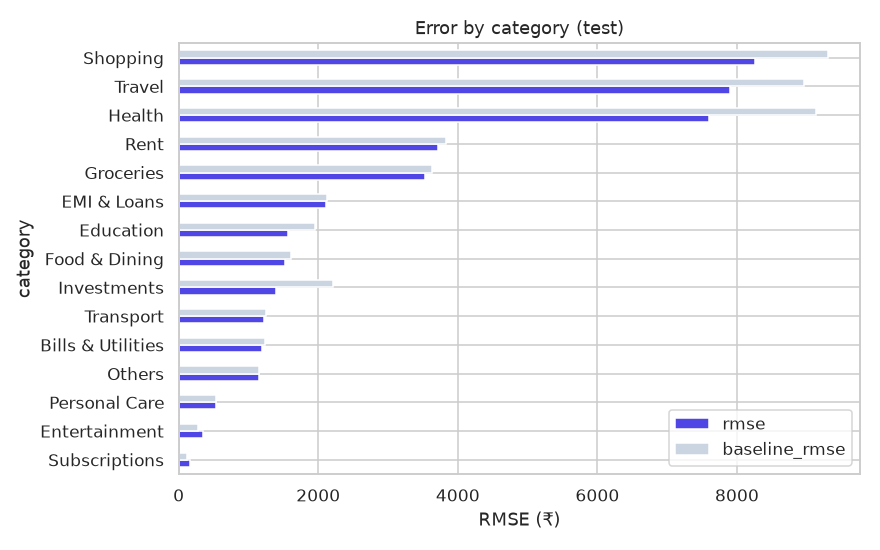 Error by category (test)
Shopping
Travel
Health
Rent
Groceries
EMI & Loans
Education
Food & Dining
Investments
Transport
Bills & Utilities
Others
Personal Care
Entertainment
Subscriptions
category
rmse
baseline_rmse
0 2000 4000 6000 8000
RMSE (₹)